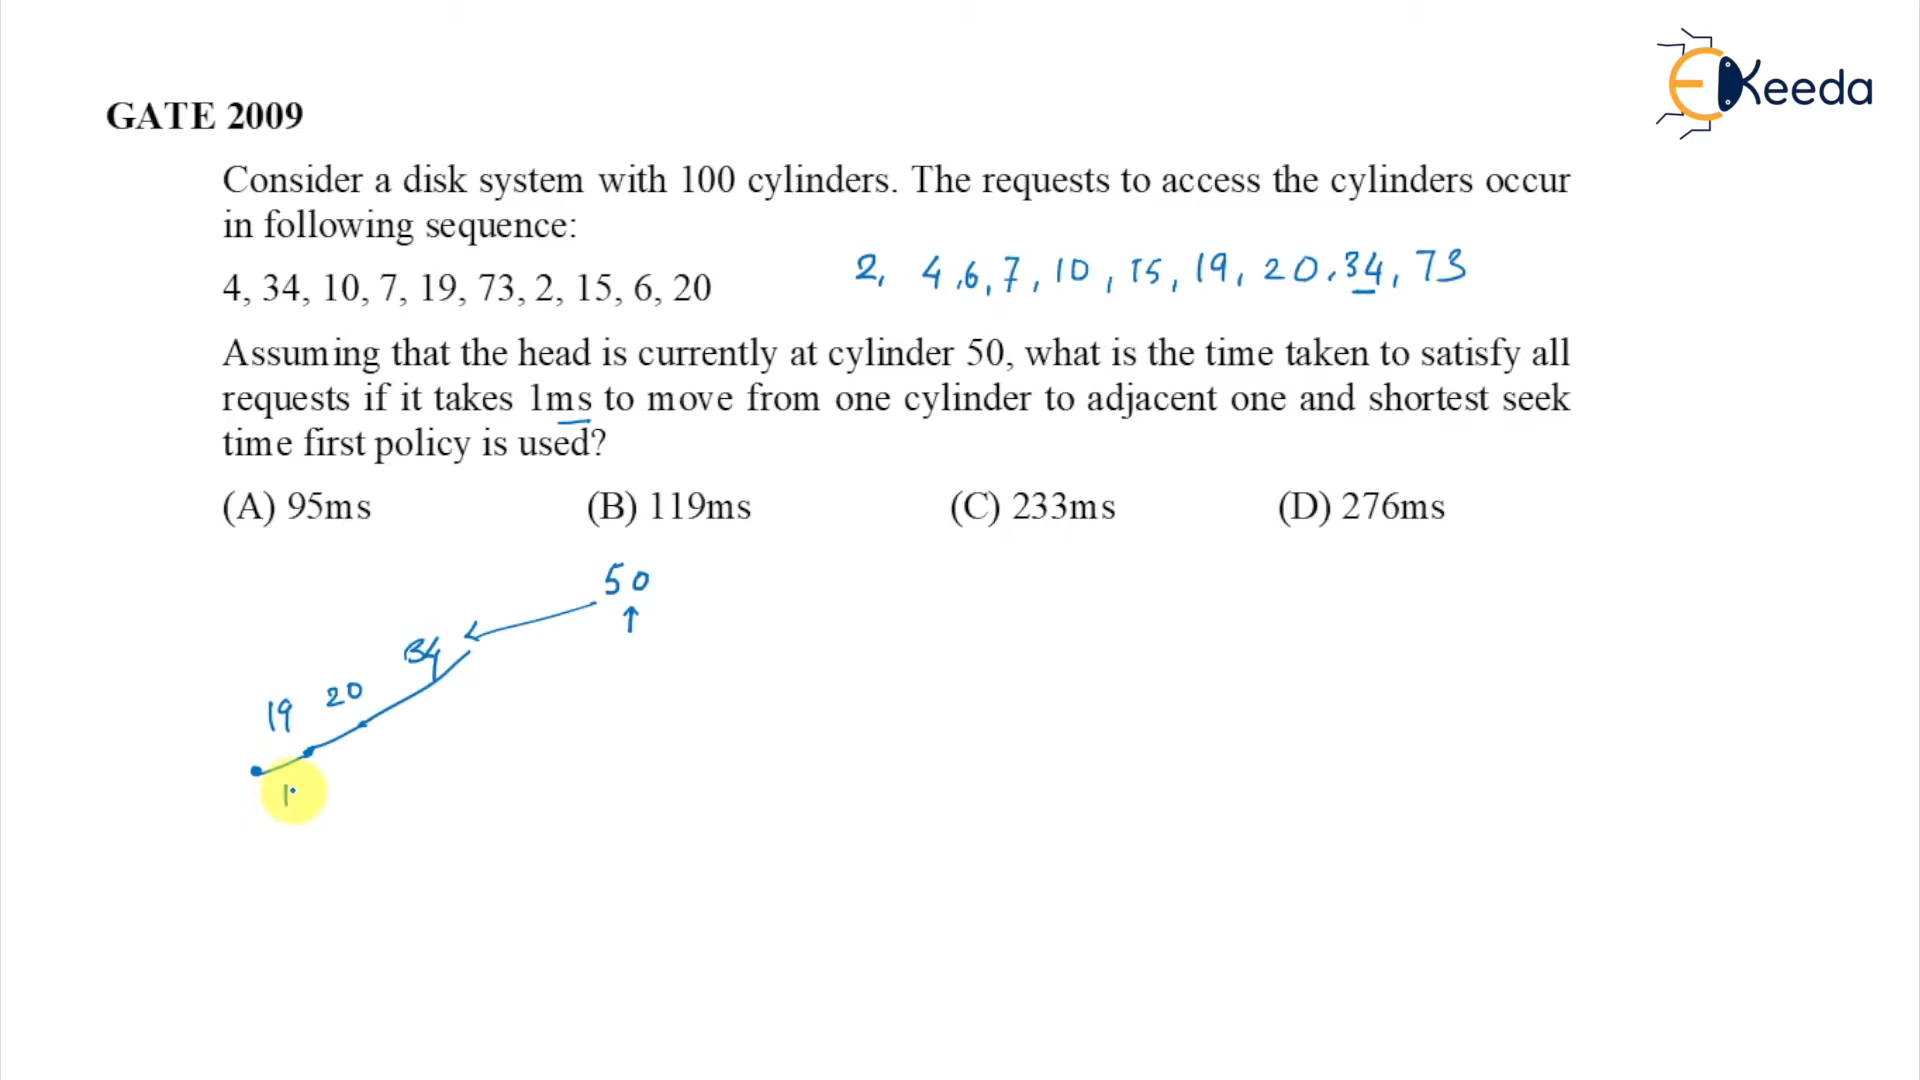 EKeeda
GATE 2009
Consider a disk system with 100 cylinders. The requests to access the cylinders occur
in following sequence:
4, 34, 10, 7, 19, 73, 2, 15, 6, 20
2, 4, 6, 7, 10, 15, 19, 20, 34, 73
Assuming that the head is currently at cylinder 50, what is the time taken to satisfy all
requests if it takes 1ms to move from one cylinder to adjacent one and shortest seek
time first policy is used?
(A) 95ms (B) 119ms (C) 233ms (D) 276ms
50
34
19 20
1